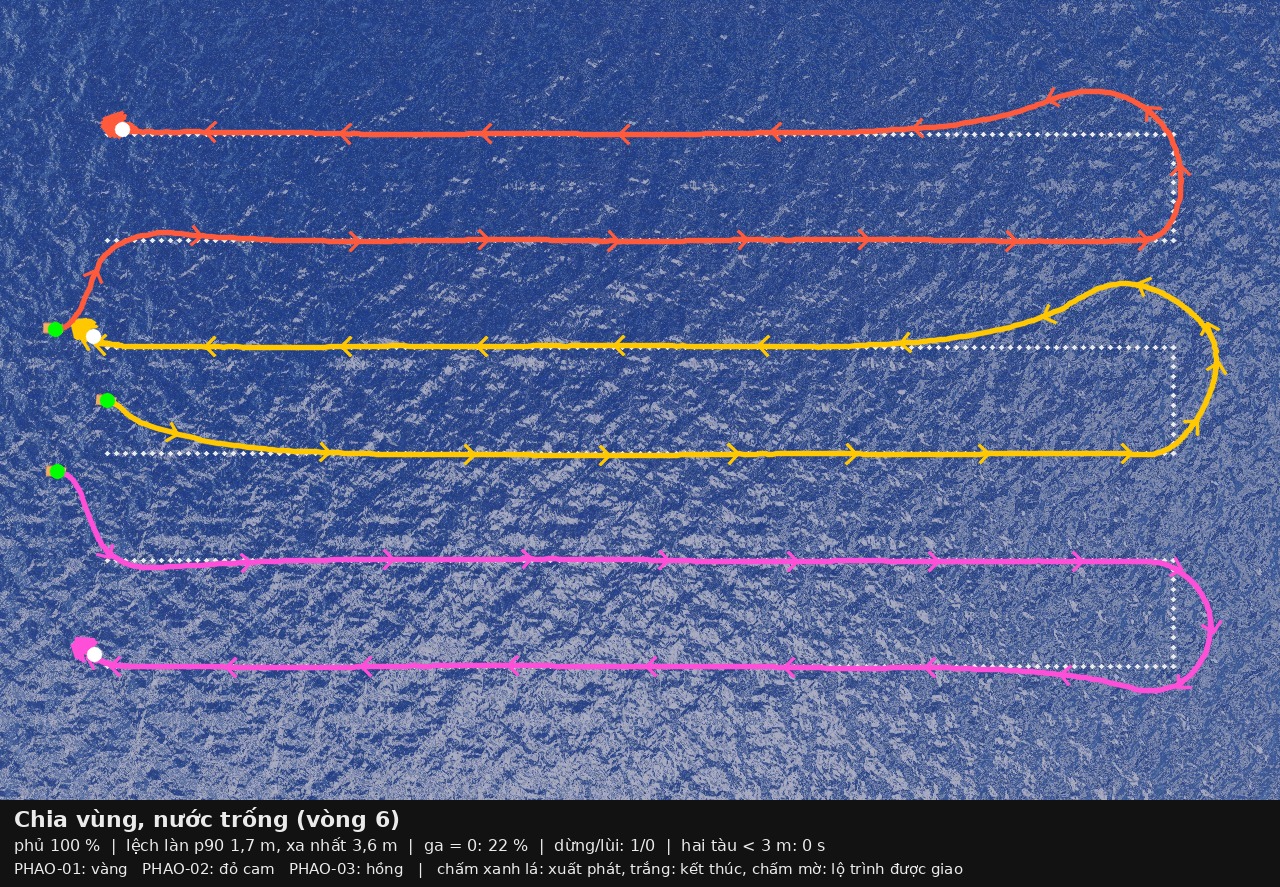 Chia vùng, nước trống (vòng 6)
phủ 100 % | lệch làn p90 1,7 m, xa nhất 3,6 m | ga = 0: 22 % | dừng/lùi: 1/0 | hai tàu < 3 m: 0 s
PHAO-01: vàng PHAO-02: đỏ cam PHAO-03: hồng | chấm xanh lá: xuất phát, trắng: kết thúc, chấm mờ: lộ trình được giao